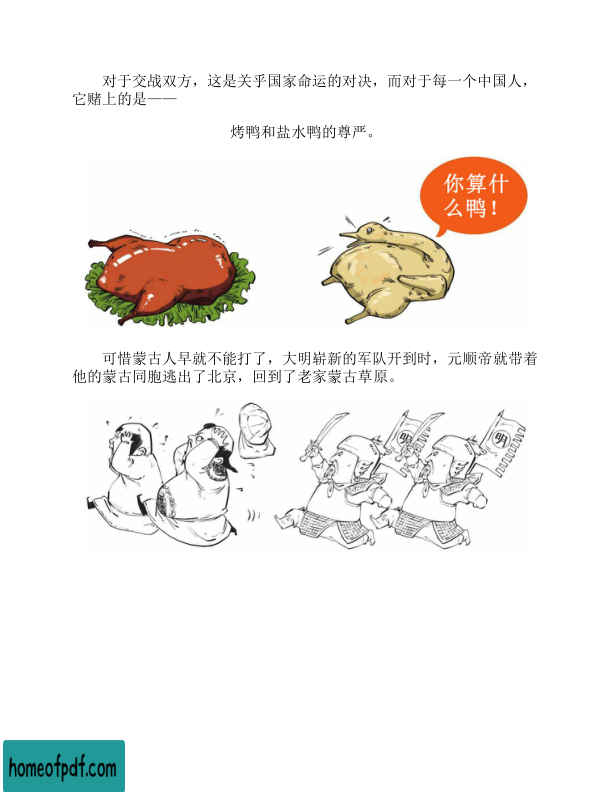 对于交战双方，这是关乎国家命运的对决，而对于每一个中国人，
它赌上的是——
烤鸭和盐水鸭的尊严。
你算什
么鸭！
可惜蒙古人早就不能打了，大明崭新的军队开到时，元顺帝就带着
他的蒙古同胞逃出了北京，回到了老家蒙古草原。
明
明
homeofpdf.com